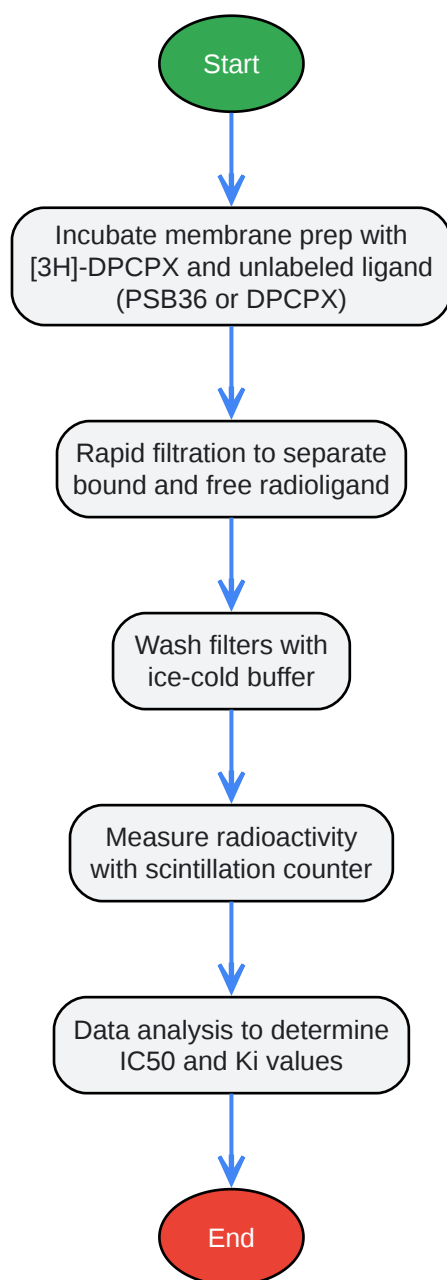 Start
Incubate membrane prep with
[3H]-DPCPX and unlabeled ligand
(PSB36 or DPCPX)
Rapid filtration to separate
bound and free radioligand
Wash filters with
ice-cold buffer
Measure radioactivity
with scintillation counter
Data analysis to determine
IC50 and Ki values
End